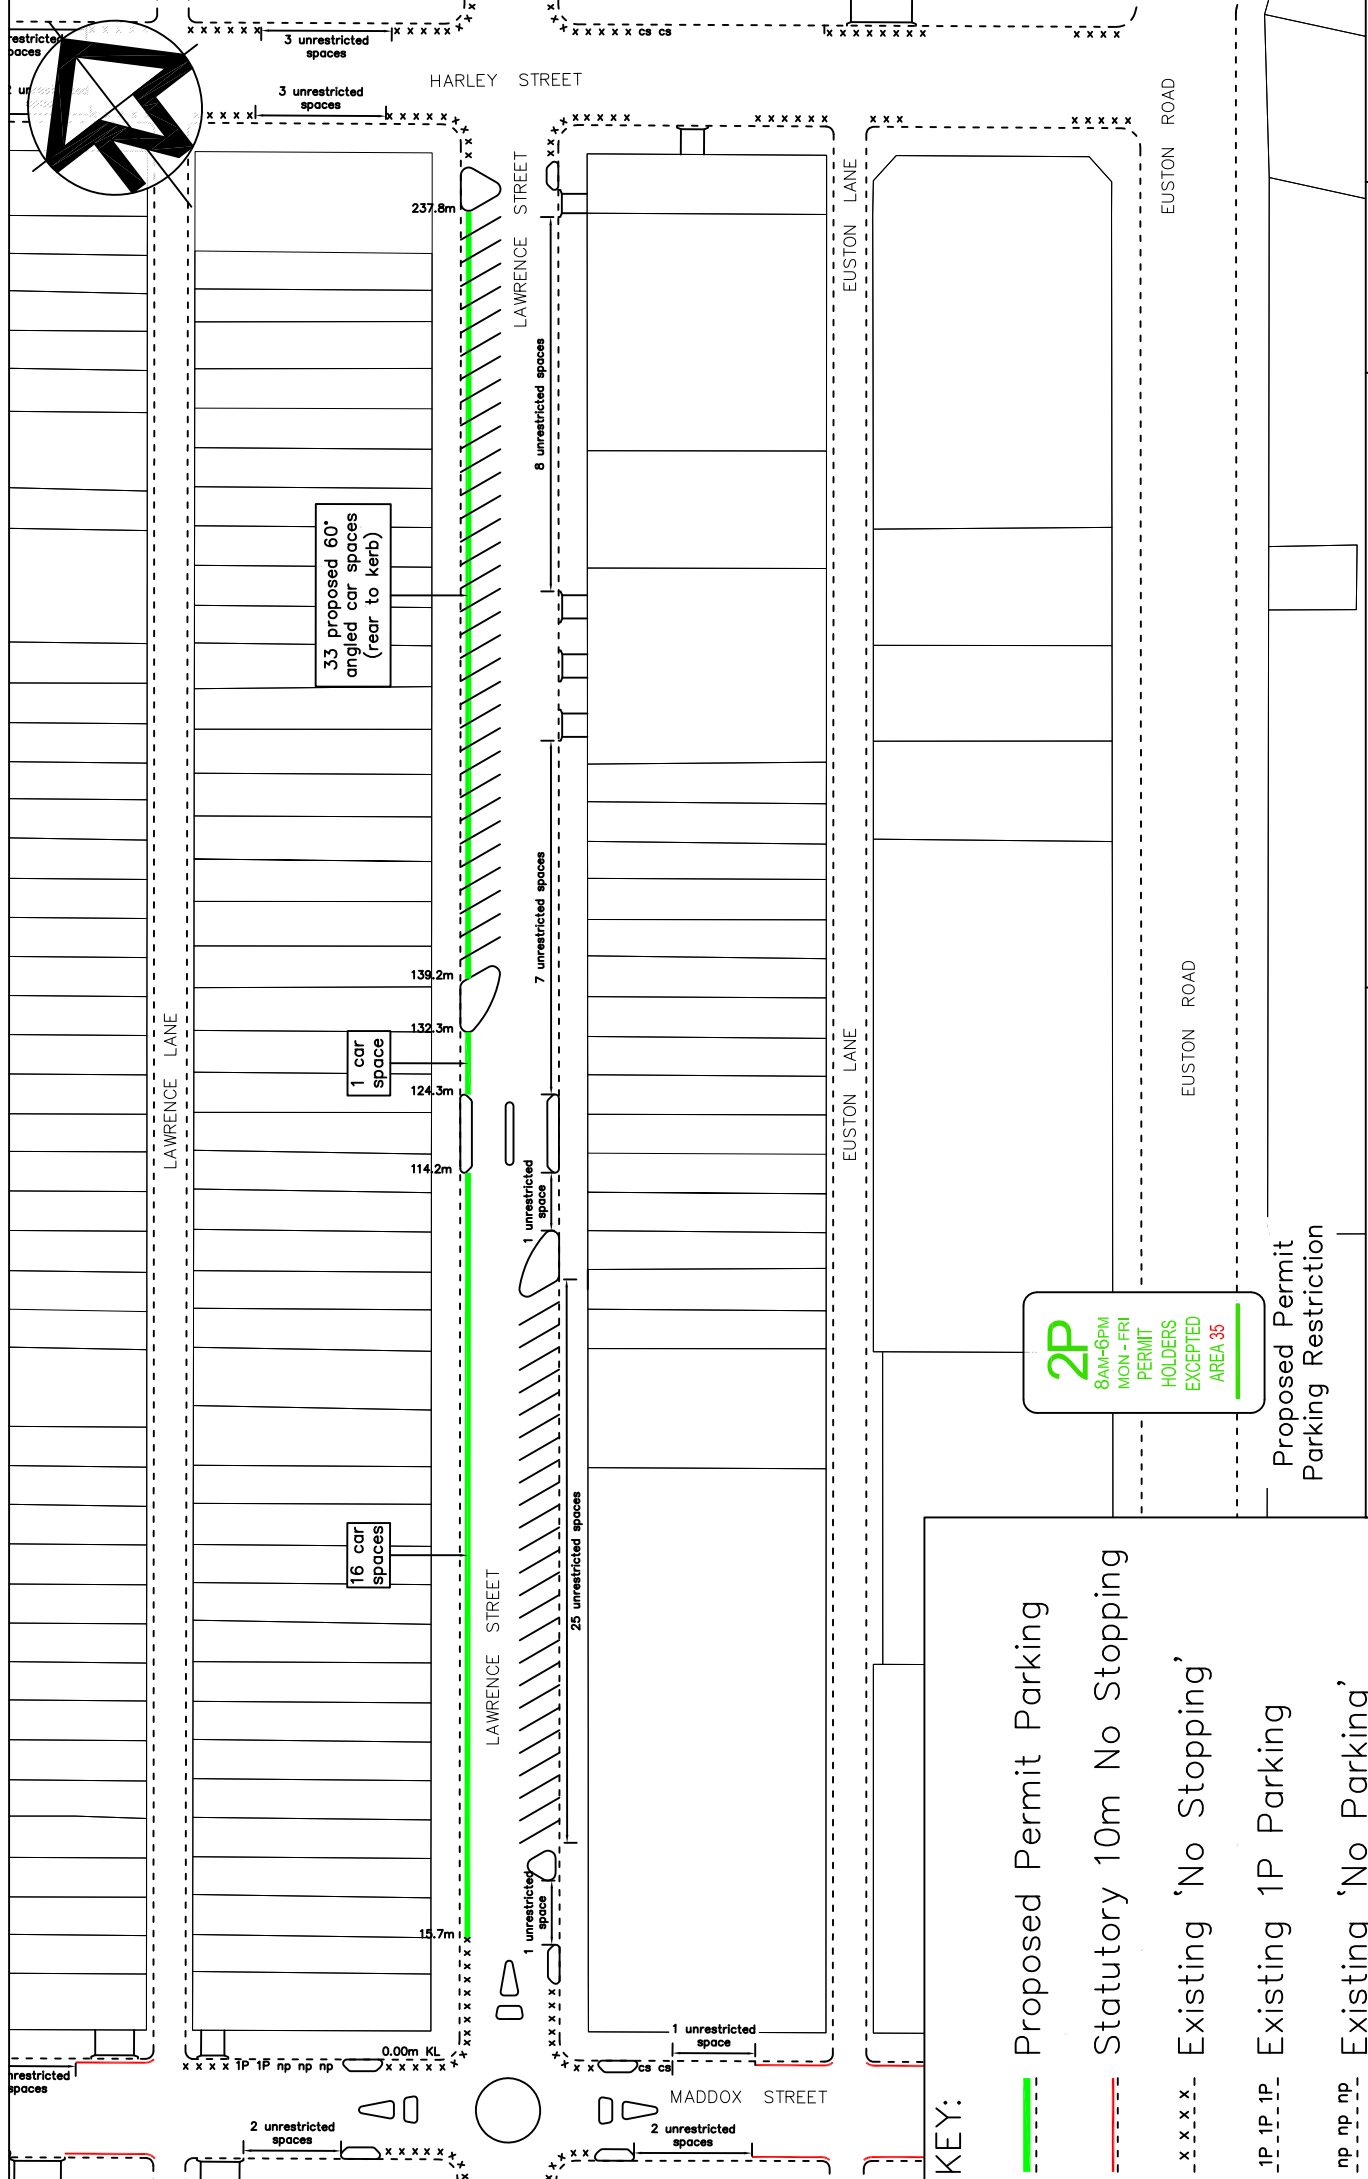 restricted
paces
3 unrestricted
spaces
HARLEY STREET
3 unrestricted
spaces
cs cs
EUSTON ROAD
237.8m
LAWRENCE STREET
EUSTON LANE
8 unrestricted spaces
33 proposed 60°
angled car spaces
(rear to kerb)
7 unrestricted spaces
139.2m
132.3m
1 car
space
124.3m
114.2m
LAWRENCE LANE
1 unrestricted
space
EUSTON LANE
EUSTON ROAD
16 car
spaces
LAWRENCE STREET
25 unrestricted spaces
1 unrestricted
space
15.7m
0.00m KL
x x x x 1P 1P np np np
nrestricted
spaces
2 unrestricted
spaces
cs cs
1 unrestricted
space
MADDOX STREET
2 unrestricted
spaces
2P
8AM-6PM
MON - FRI
PERMIT
HOLDERS
EXCEPTED
AREA 35
Proposed Permit
Parking Restriction
KEY:
Proposed Permit Parking
Statutory 10m No Stopping
x x x x Existing 'No Stopping'
1P 1P 1P Existing 1P Parking
np np np Existing 'No Parking'